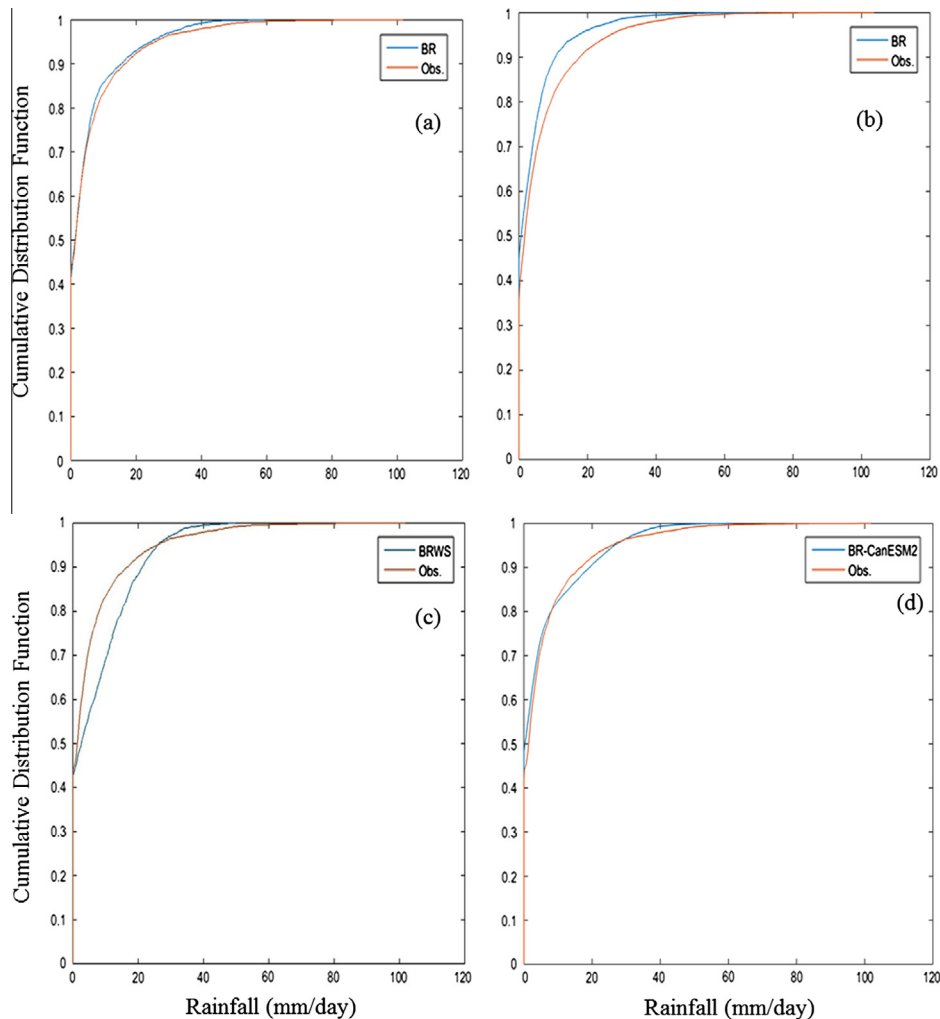 Cumulative Distribution Function
1
0.9
0.8
0.7
0.6
0.5
0.4
0.3
0.2
0.1
0
BR
Obs.
(a)
0 20 40 60 80 100 120
1
0.9
0.8
0.7
0.6
0.5
0.4
0.3
0.2
0.1
0
BR
Obs.
(b)
0 20 40 60 80 100 120
Cumulative Distribution Function
1
0.9
0.8
0.7
0.6
0.5
0.4
0.3
0.2
0.1
0
BRWS
Obs.
(c)
0 20 40 60 80 100 120
Rainfall (mm/day)
1
0.9
0.8
0.7
0.6
0.5
0.4
0.3
0.2
0.1
0
BR-CanESM2
Obs.
(d)
0 20 40 60 80 100 120
Rainfall (mm/day)